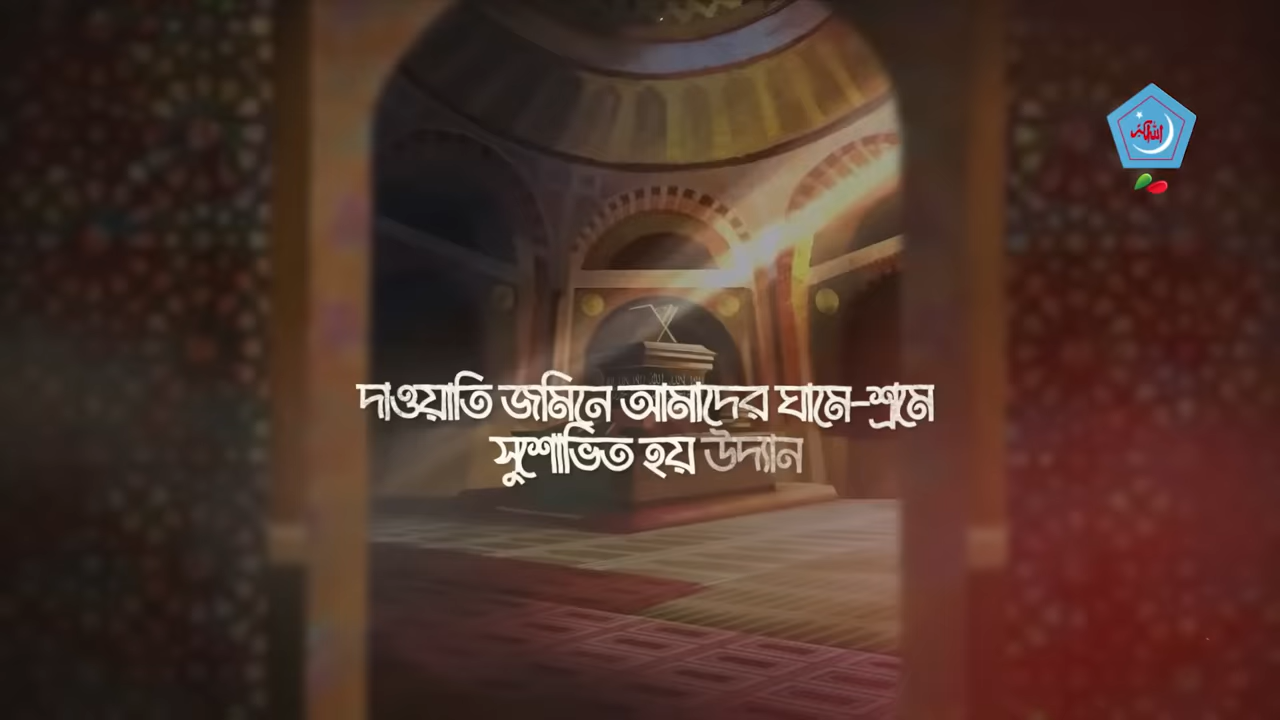 দাওয়াতি জমিনে আমাদের ঘামে-শ্রমে
সুশোভিত হয় উদ্যান